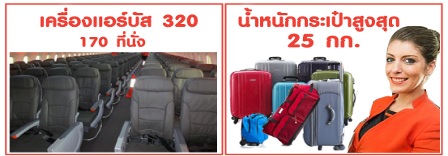 เครื่องแอร์บัส 320
170 ที่นั่ง
น้ำหนักกระเป๋าสูงสุด
25 กก.